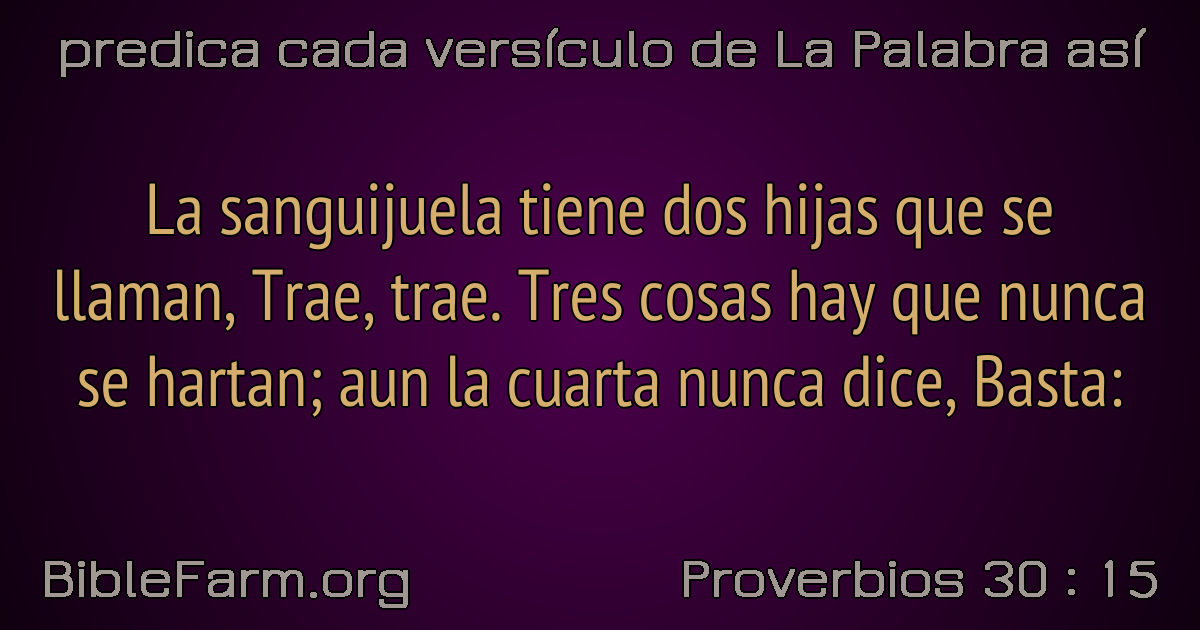 predica cada versículo de La Palabra así
La sanguijuela tiene dos hijas que se
llaman, Trae, trae. Tres cosas hay que nunca
se hartan; aun la cuarta nunca dice, Basta:
BibleFarm.org
Proverbios 30 : 15